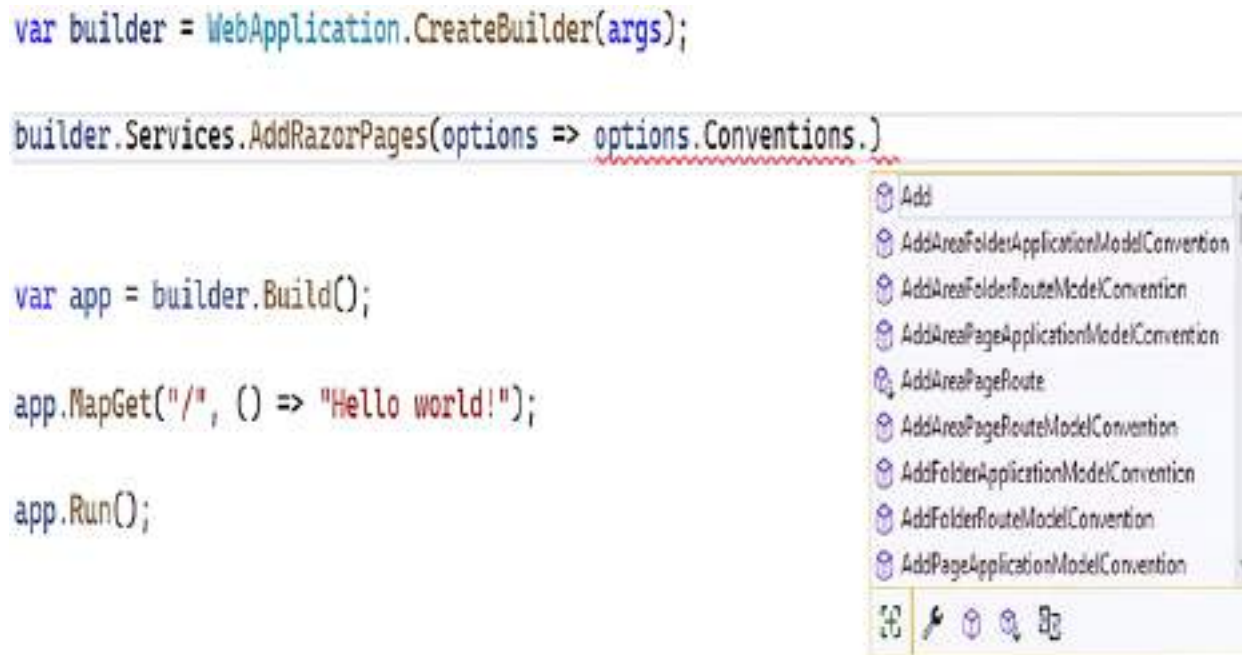 var builder = WebApplication.CreateBuilder(args);
builder.Services.AddRazorPages(options => options.Conventions.)
Add
AddAreaFolderApplicationModelConvention
AddAreaFolderRouteModelConvention
AddAreaPageApplicationModelConvention
AddAreaPageRoute
AddAreaPageRouteModelConvention
AddFolderApplicationModelConvention
AddFolderRouteModelConvention
AddPageApplicationModelConvention
var app = builder.Build();
app.MapGet("/", () => "Hello world!");
app.Run();